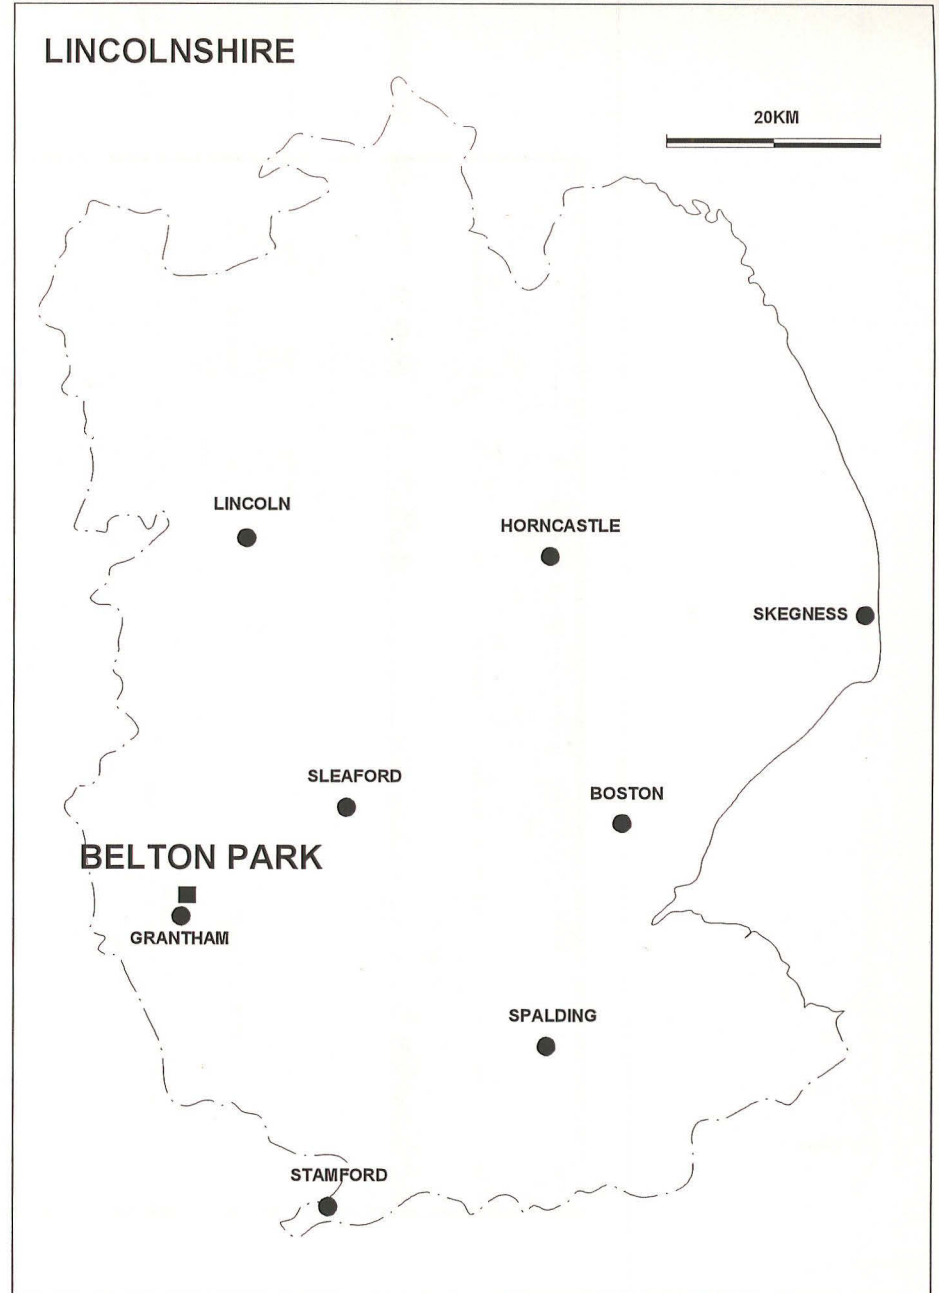 LINCOLNSHIRE
20KM
LINCOLN
HORNCASTLE
SKEGNESS
SLEAFORD
BOSTON
BELTON PARK
GRANTHAM
SPALDING
STAMFORD